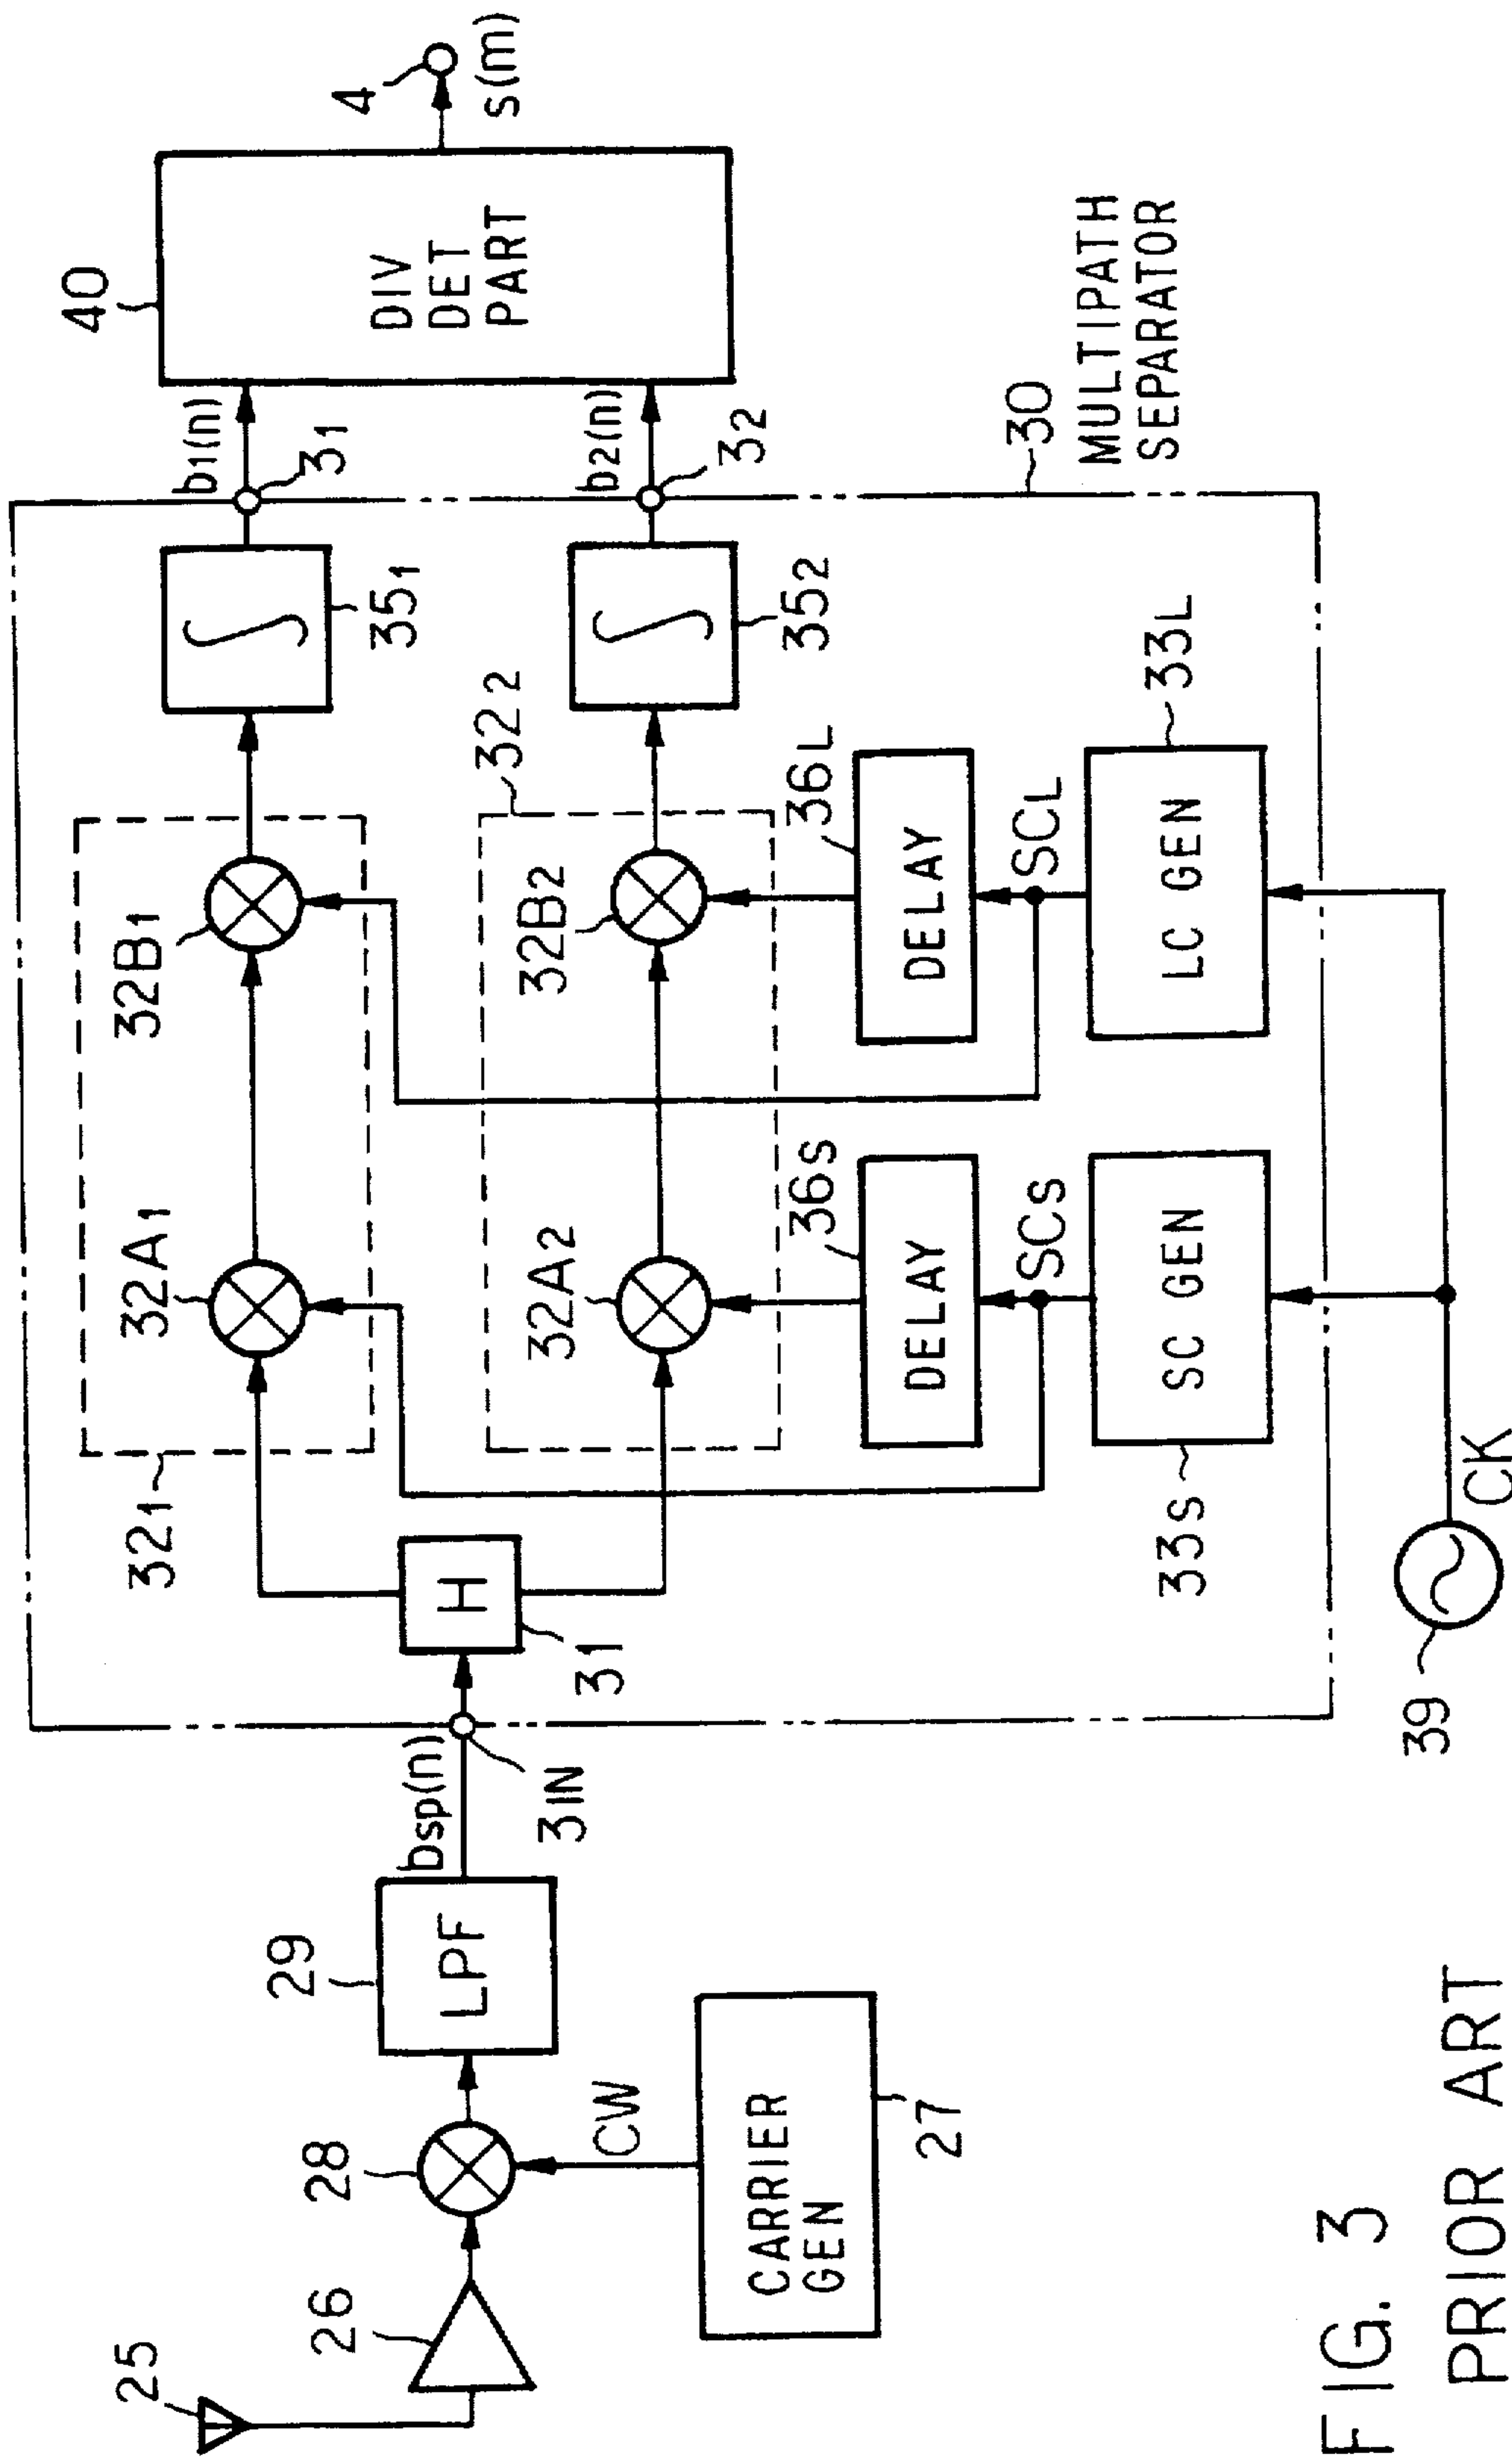 25
26
28
CW
CARRIER
GEN
27
29
LPF
bsp(n)
3IN
H
31
321
32A1
32B1
351
∫
b1(n)
31
322
32A2
32B2
352
∫
b2(n)
32
40
DIV
DET
PART
4
s(m)
36S
DELAY
SCS
SC GEN
33S
36L
DELAY
SCL
LC GEN
33L
30
MULTIPATH
SEPARATOR
39
CK
FIG. 3
PRIOR ART